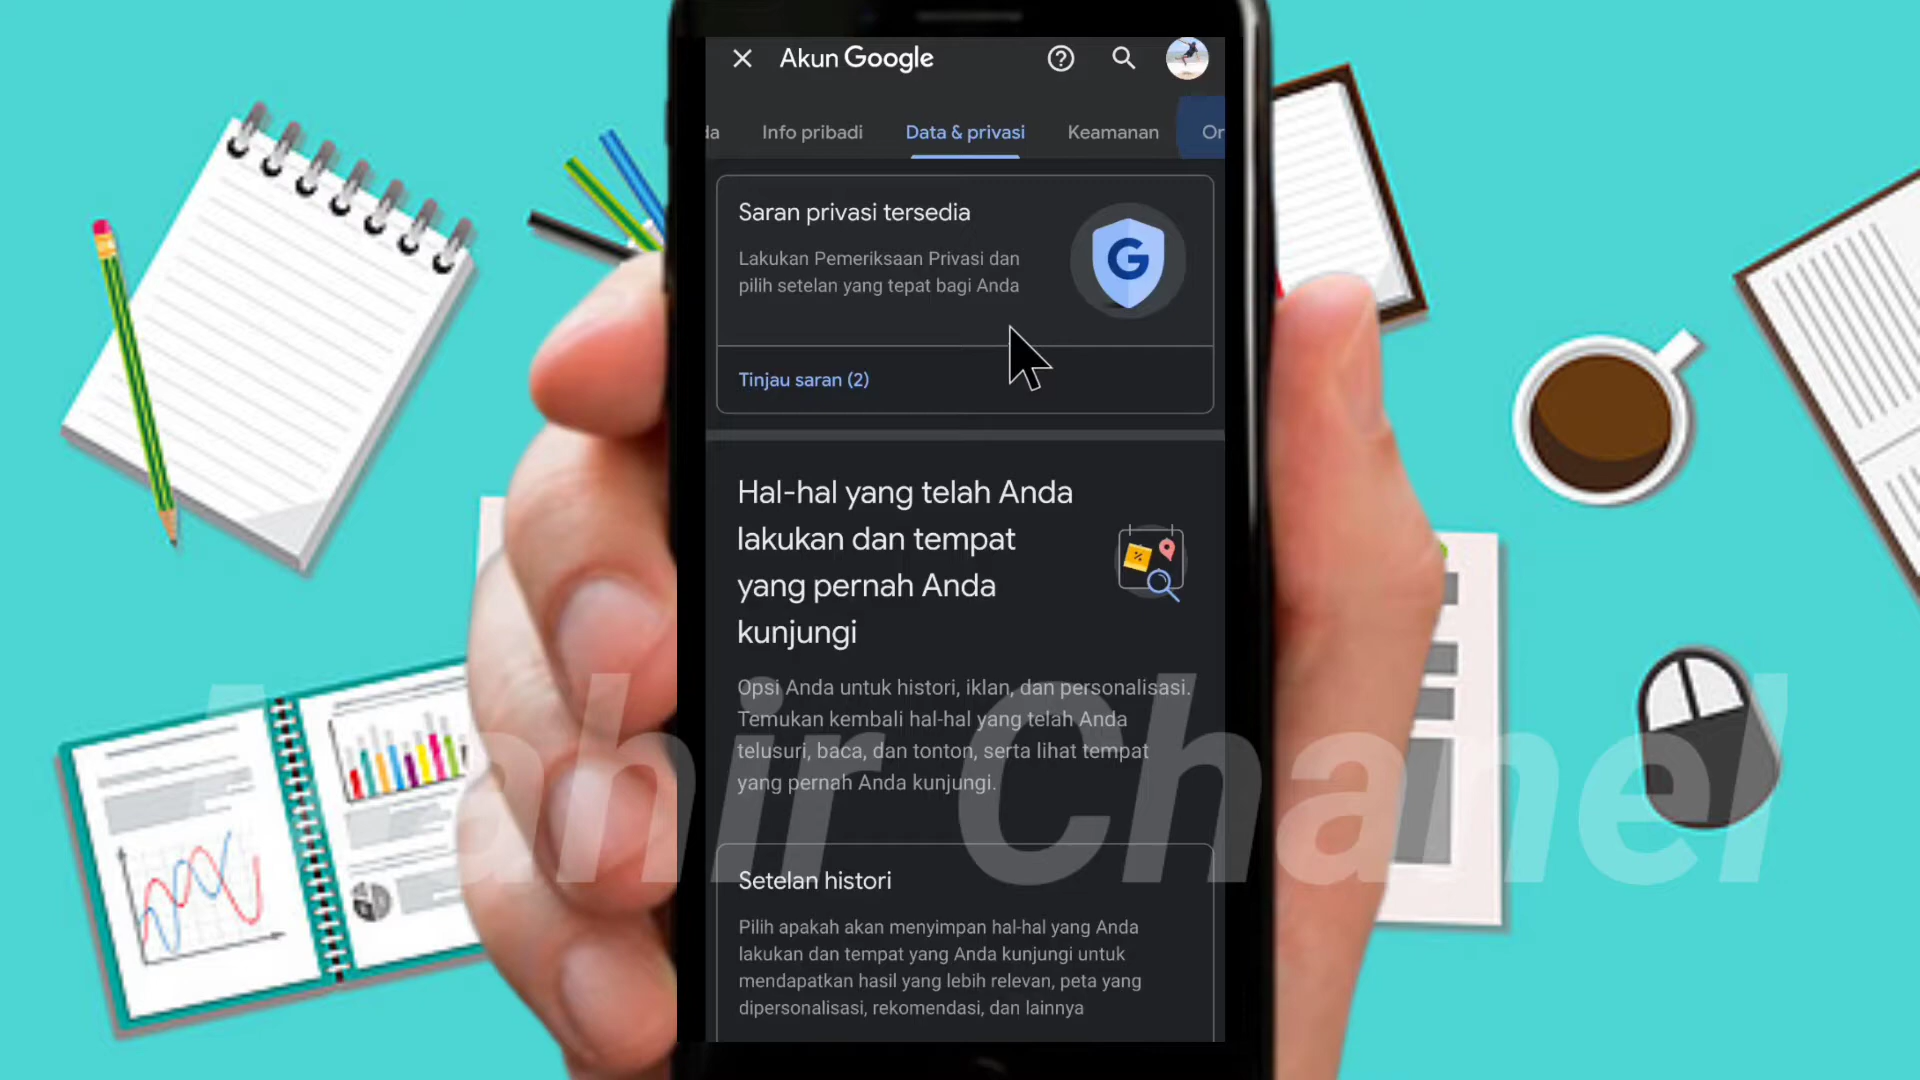 Akun Google
da Info pribadi Data & privasi Keamanan Or
Saran privasi tersedia
Lakukan Pemeriksaan Privasi dan
pilih setelan yang tepat bagi Anda
G
Tinjau saran (2)
Hal-hal yang telah Anda
lakukan dan tempat
yang pernah Anda
kunjungi
Opsi Anda untuk histori, iklan, dan personalisasi.
Temukan kembali hal-hal yang telah Anda
telusuri, baca, dan tonton, serta lihat tempat
yang pernah Anda kunjungi.
ahir Chanel
Setelan histori
Pilih apakah akan menyimpan hal-hal yang Anda
lakukan dan tempat yang Anda kunjungi untuk
mendapatkan hasil yang lebih relevan, peta yang
dipersonalisasi, rekomendasi, dan lainnya